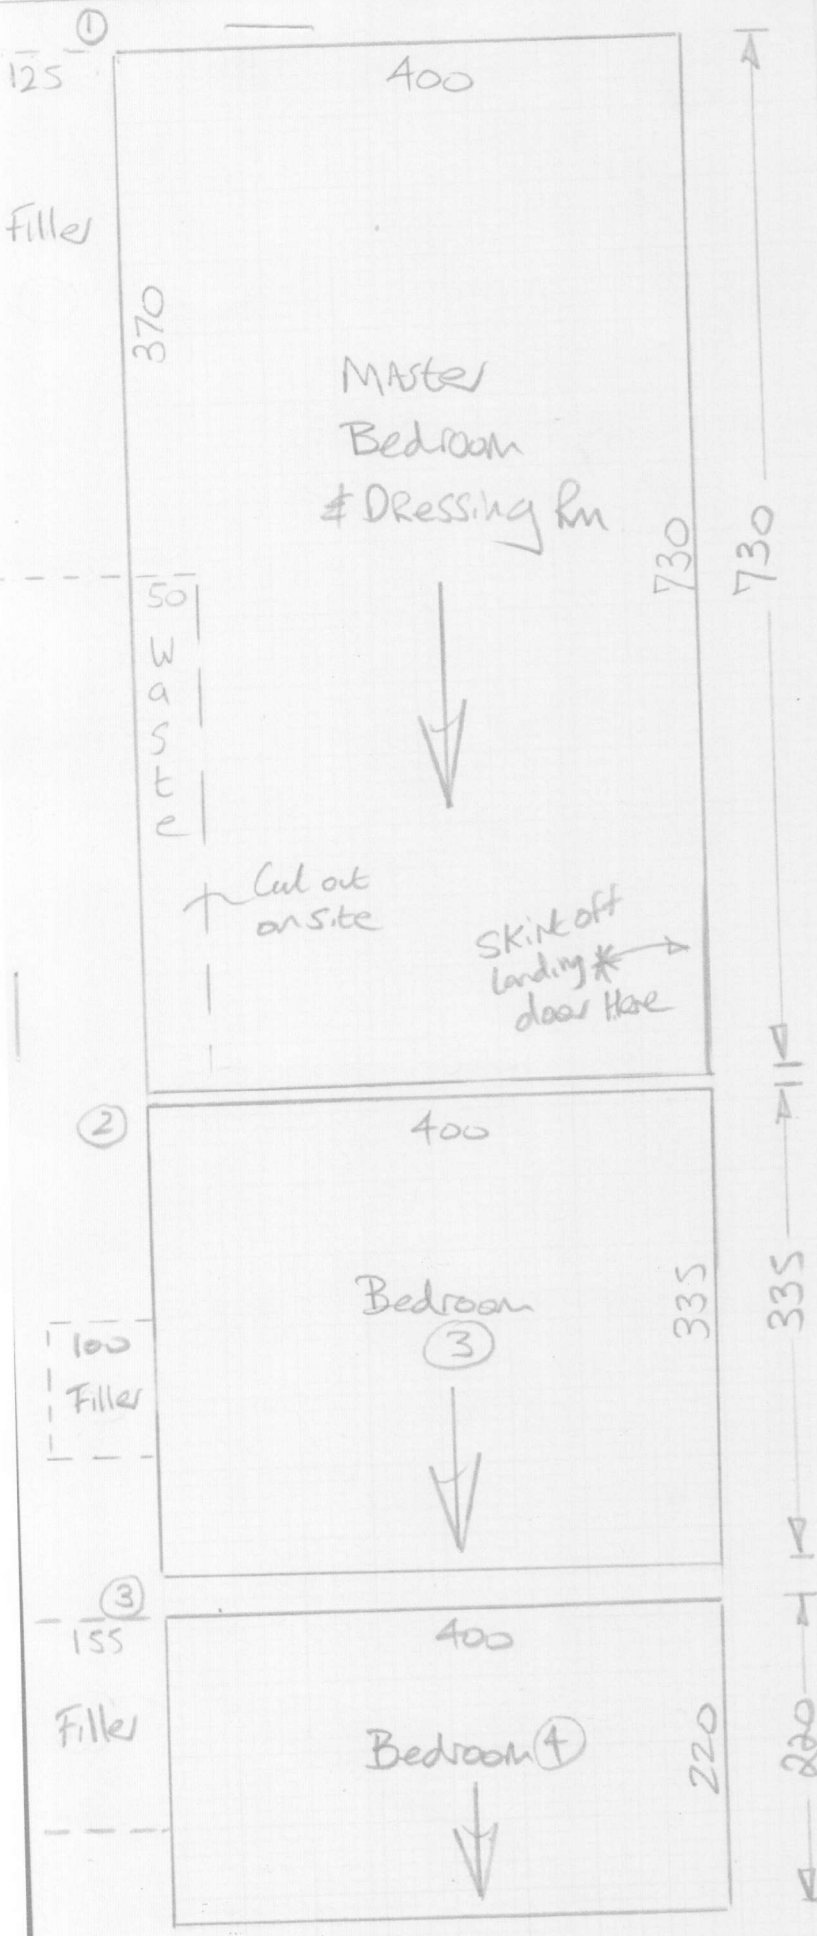 ①
125
400
Filler
370
Master
Bedroom
& Dressing Rm
730
730
50
Waste
Cut out
on site
Skirt off
landing *
door Here
②
400
Bedroom
③
335
335
100
Filler
③
155
400
Filler
Bedroom ④
220
220